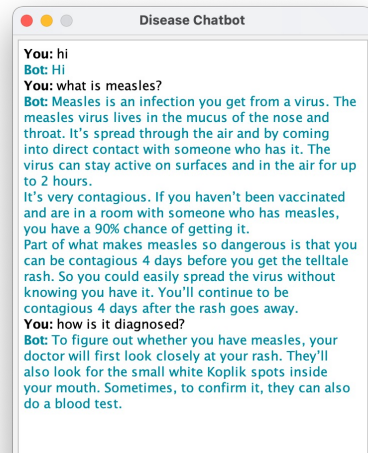 Disease Chatbot
You: hi
Bot: Hi
You: what is measles?
Bot: Measles is an infection you get from a virus. The
measles virus lives in the mucus of the nose and
throat. It's spread through the air and by coming
into direct contact with someone who has it. The
virus can stay active on surfaces and in the air for up
to 2 hours.
It's very contagious. If you haven't been vaccinated
and are in a room with someone who has measles,
you have a 90% chance of getting it.
Part of what makes measles so dangerous is that you
can be contagious 4 days before you get the telltale
rash. So you could easily spread the virus without
knowing you have it. You'll continue to be
contagious 4 days after the rash goes away.
You: how is it diagnosed?
Bot: To figure out whether you have measles, your
doctor will first look closely at your rash. They'll
also look for the small white Koplik spots inside
your mouth. Sometimes, to confirm it, they can also
do a blood test.